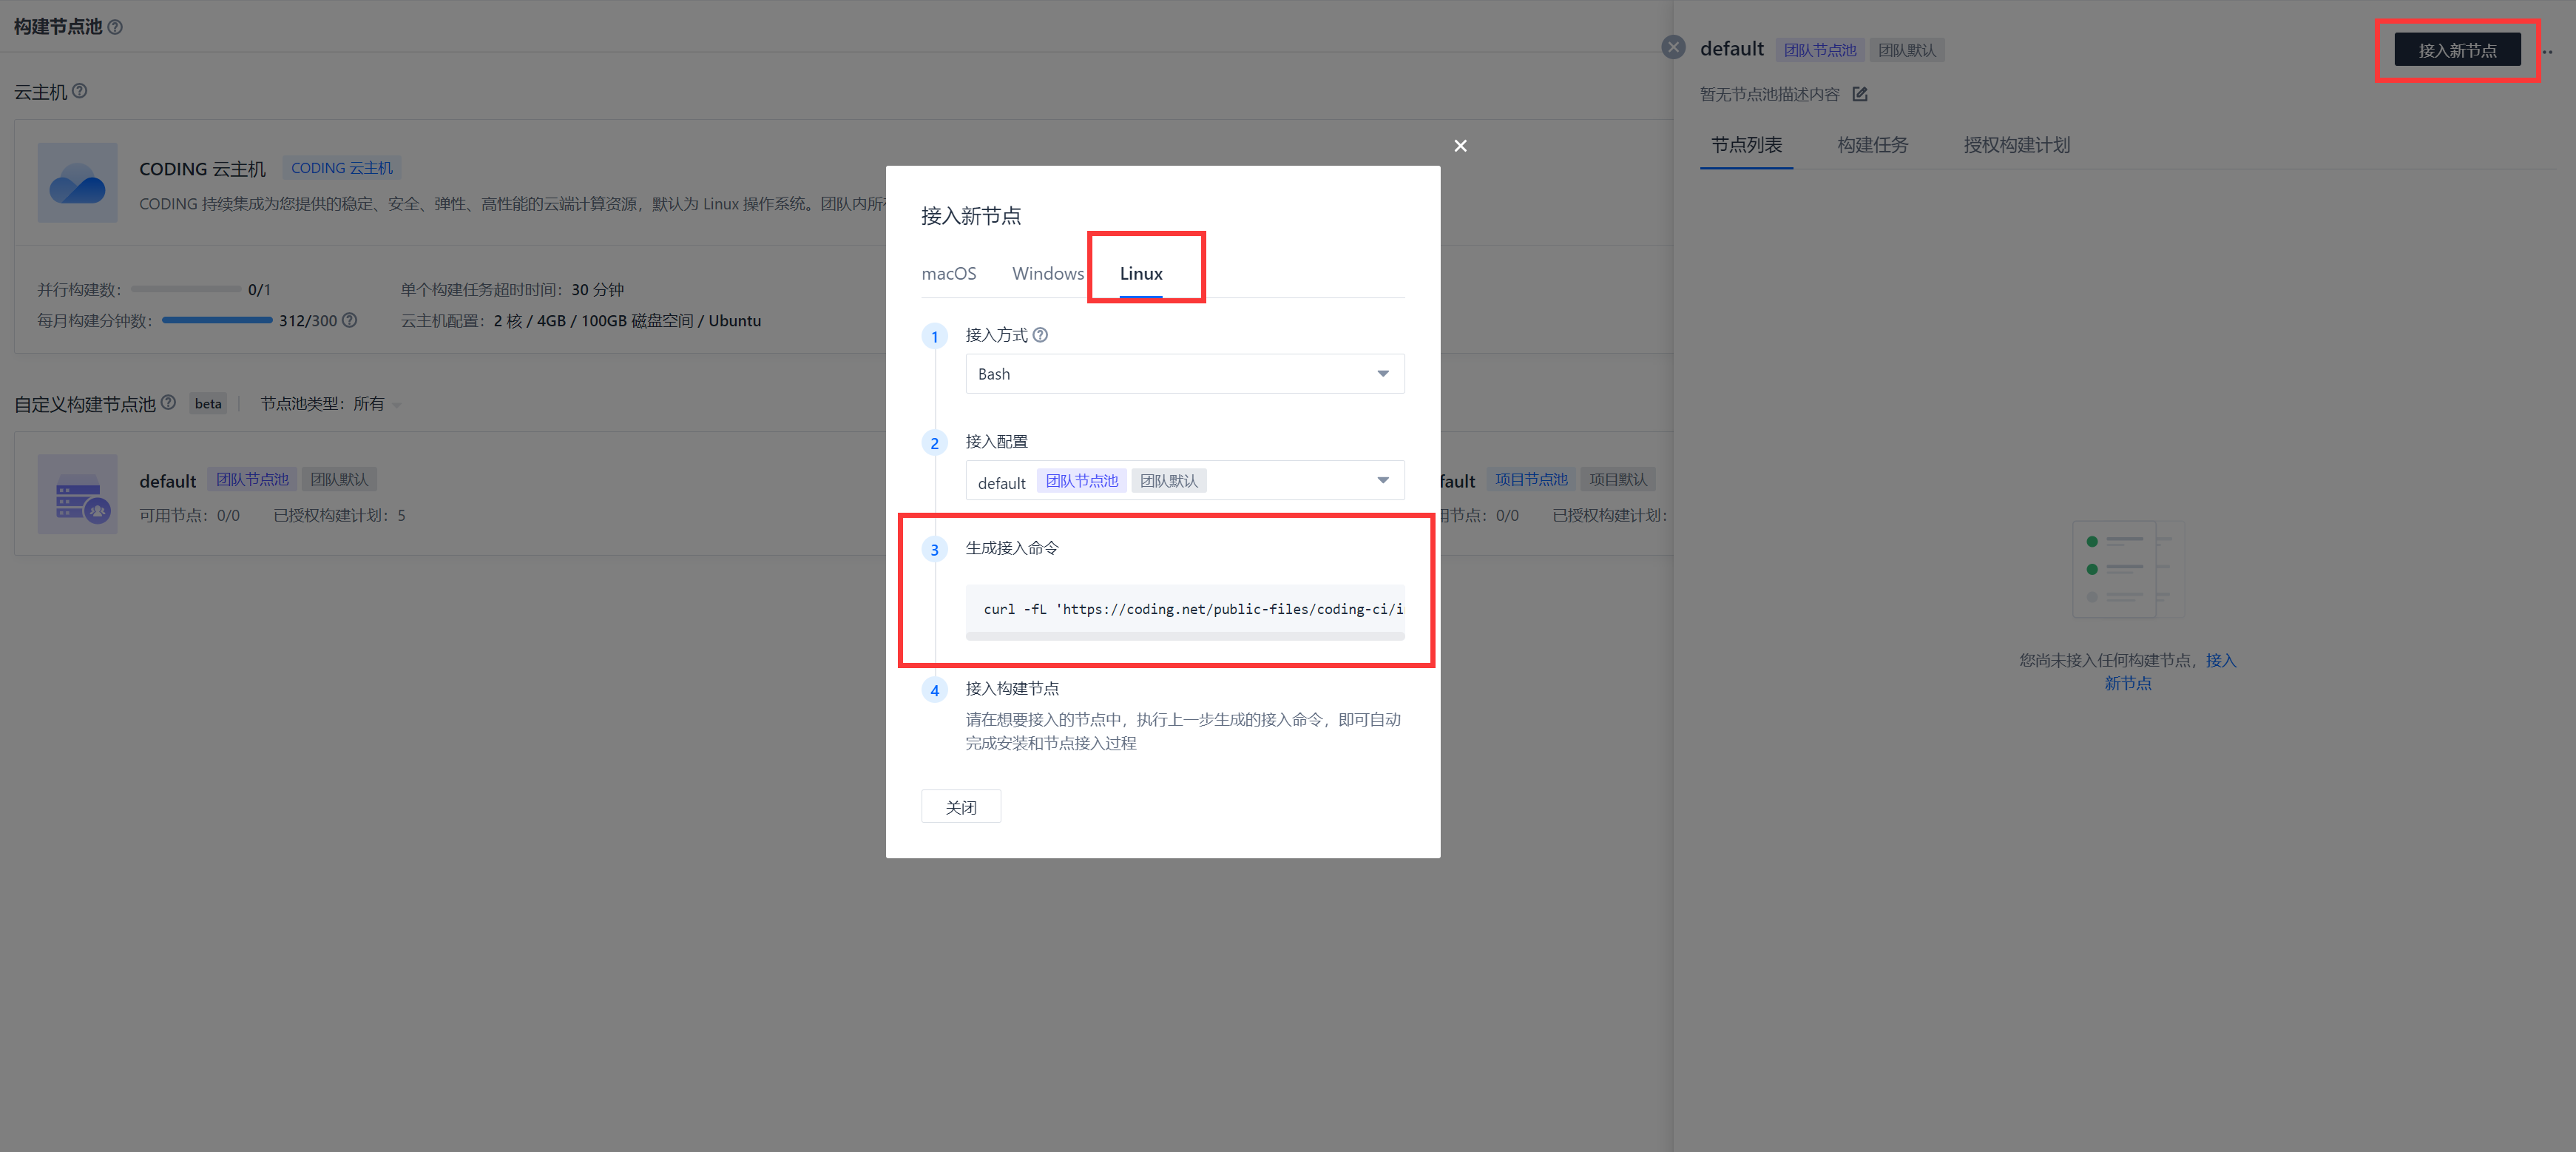 构建节点池
云主机
CODING 云主机 CODING 云主机
CODING 持续集成为您提供的稳定、安全、弹性、高性能的云端计算资源，默认为 Linux 操作系统。团队内所
并行构建数： 0/1 单个构建任务超时时间：30 分钟
每月构建分钟数： 312/300 云主机配置：2 核 / 4GB / 100GB 磁盘空间 / Ubuntu
自定义构建节点池 beta 节点池类型：所有
default 团队节点池 团队默认
可用节点：0/0 已授权构建计划：5
接入新节点
macOS Windows Linux
1 接入方式
Bash
2 接入配置
default 团队节点池 团队默认
3 生成接入命令
curl -fL 'https://coding.net/public-files/coding-ci/i
4 接入构建节点
请在想要接入的节点中，执行上一步生成的接入命令，即可自动
完成安装和节点接入过程
关闭
fault 项目节点池 项目默认
用节点：0/0 已授权构建计划：
default 团队节点池 团队默认 接入新节点
暂无节点池描述内容
节点列表 构建任务 授权构建计划
您尚未接入任何构建节点，接入
新节点